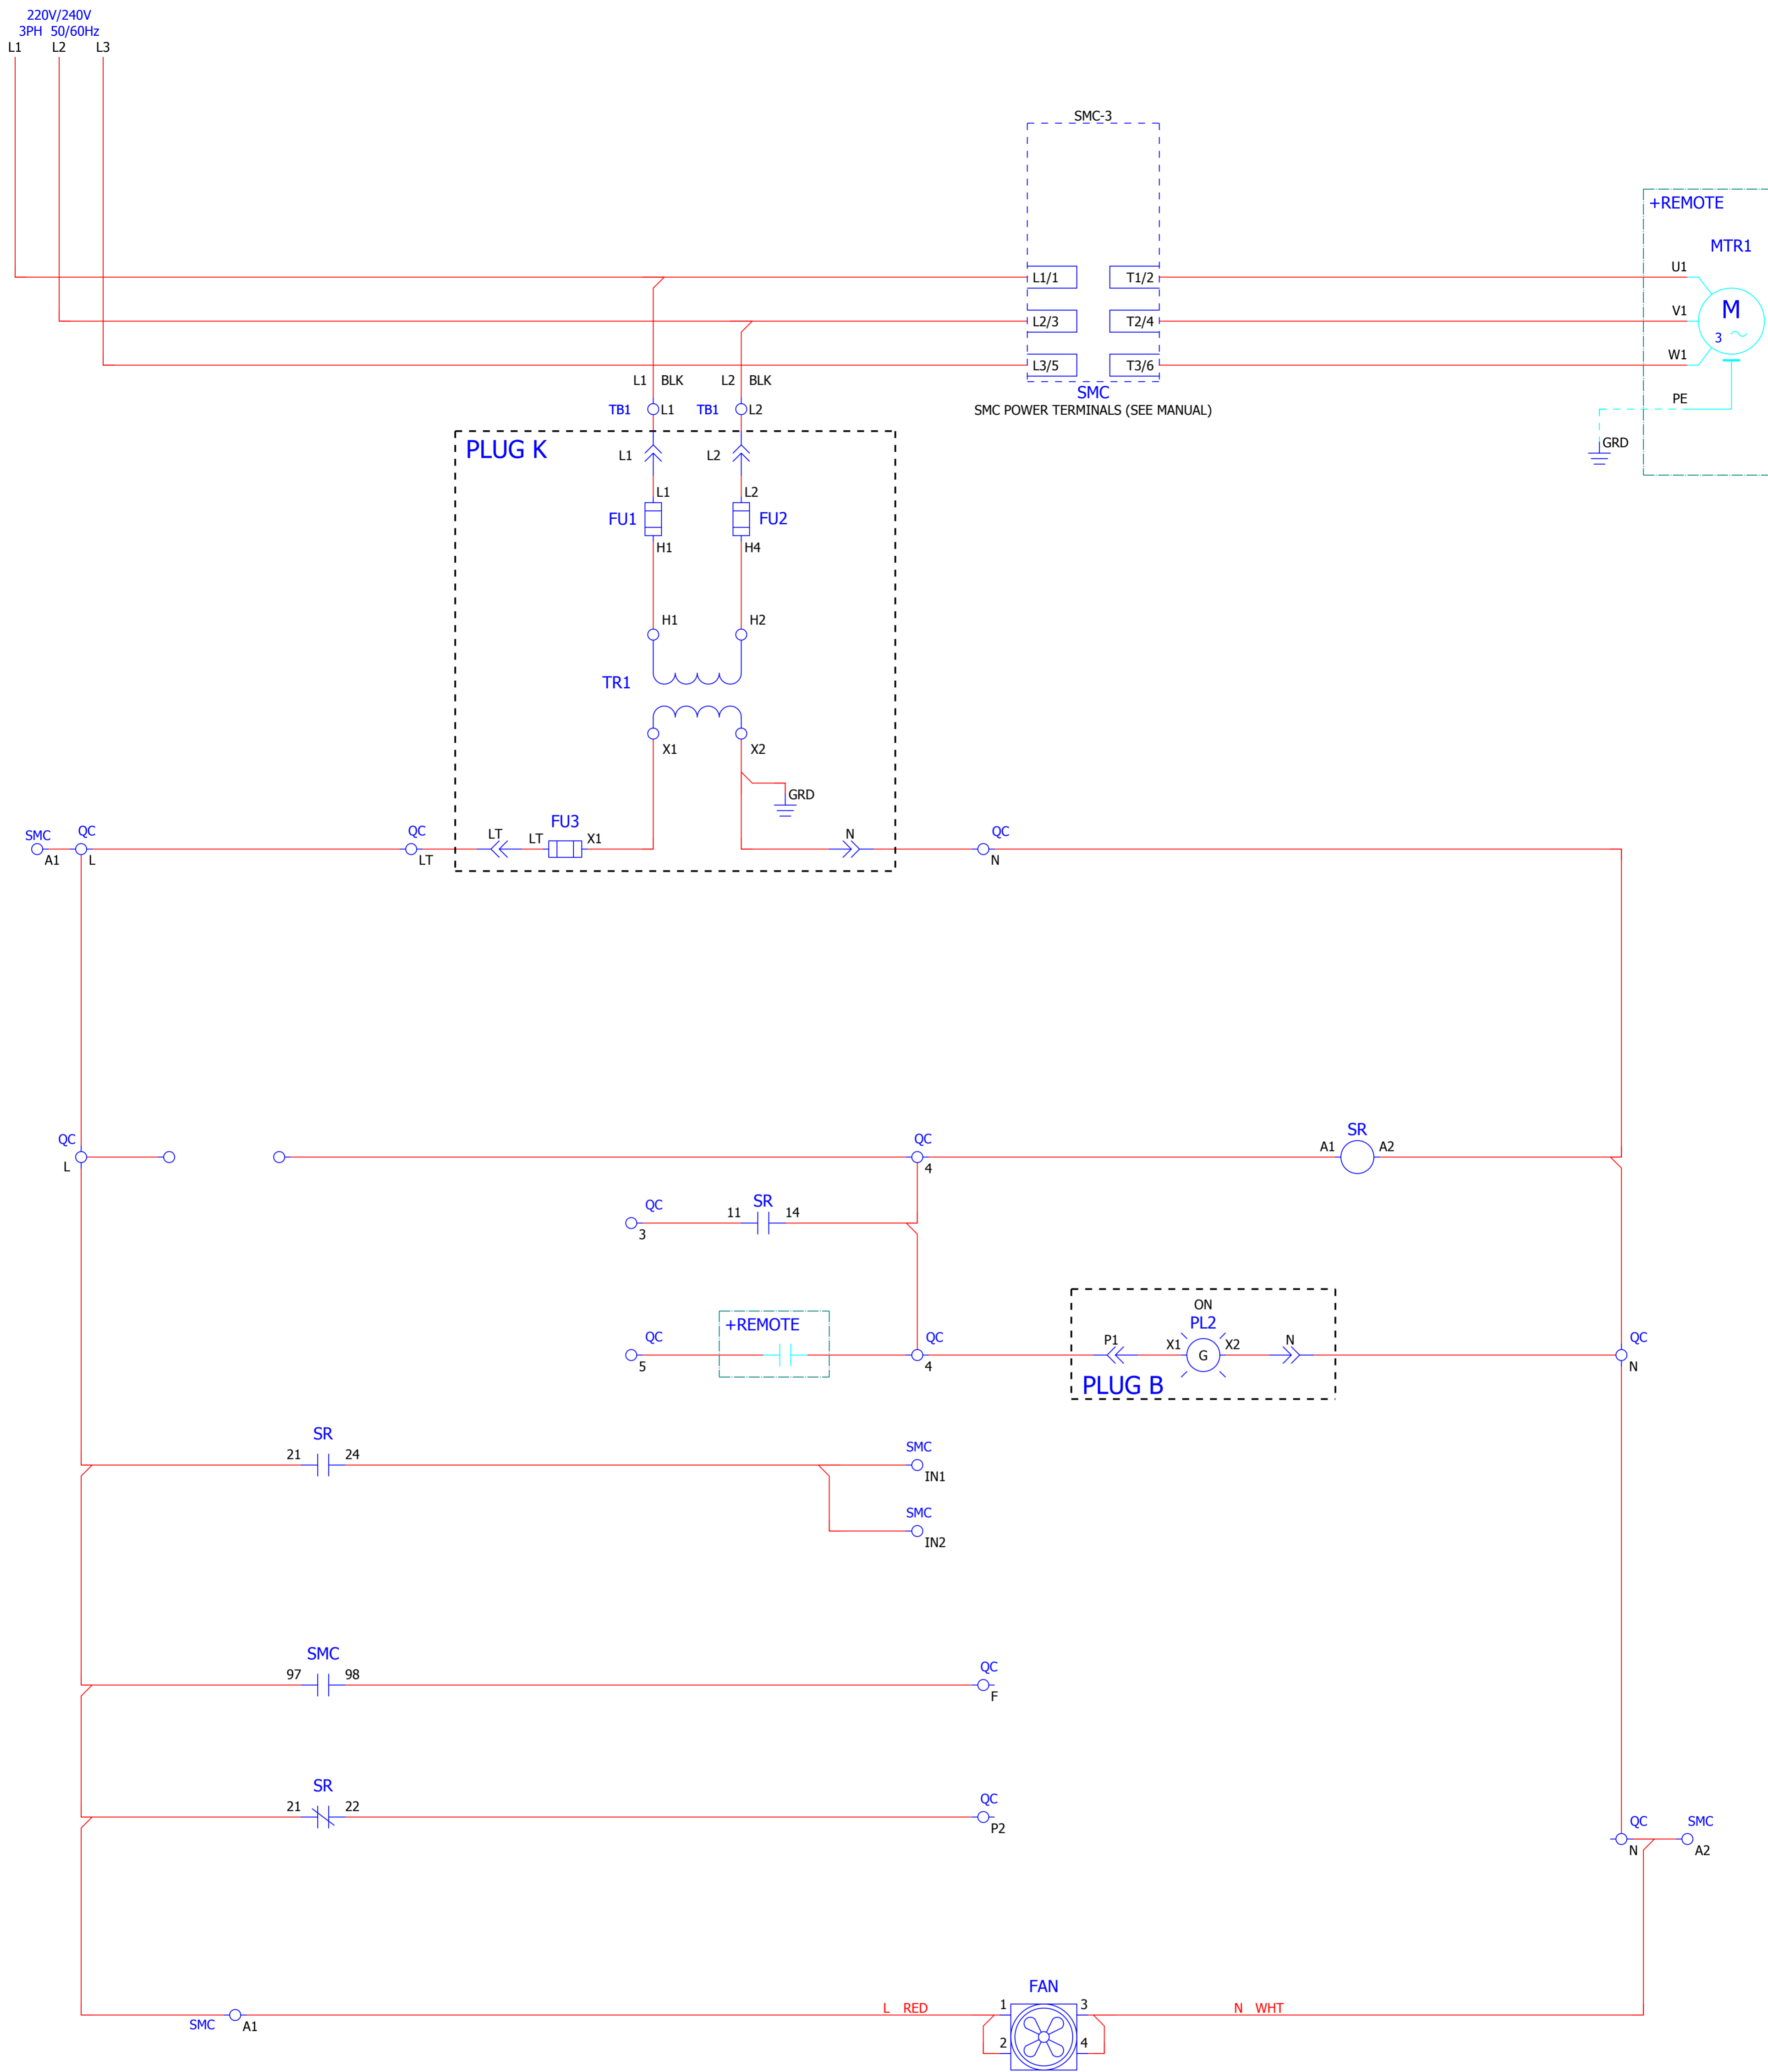 220V/240V
3PH 50/60Hz
L1 L2 L3
SMC-3
+REMOTE
MTR1
L1/1 T1/2 U1
M
3
L2/3 T2/4 V1
L3/5 T3/6 W1
SMC
SMC POWER TERMINALS (SEE MANUAL)
PE
GRD
L1 BLK L2 BLK
TB1 L1 TB1 L2
PLUG K
L1 L2
L1 L2
FU1 FU2
H1 H4
H1 H2
TR1
X1 X2
GRD
SMC QC QC FU3 QC
LT LT X1 N
A1 L LT N
QC QC SR
A1 A2
L 4
QC SR
11 14
3
ON
+REMOTE PL2
QC QC P1 X1 X2 N QC
G
5 4 N
PLUG B
SR SMC
21 24
IN1
SMC
IN2
SMC QC
97 98
F
SR QC
21 22
P2
QC SMC
N A2
FAN
L RED 1 3 N WHT
SMC A1
2 4